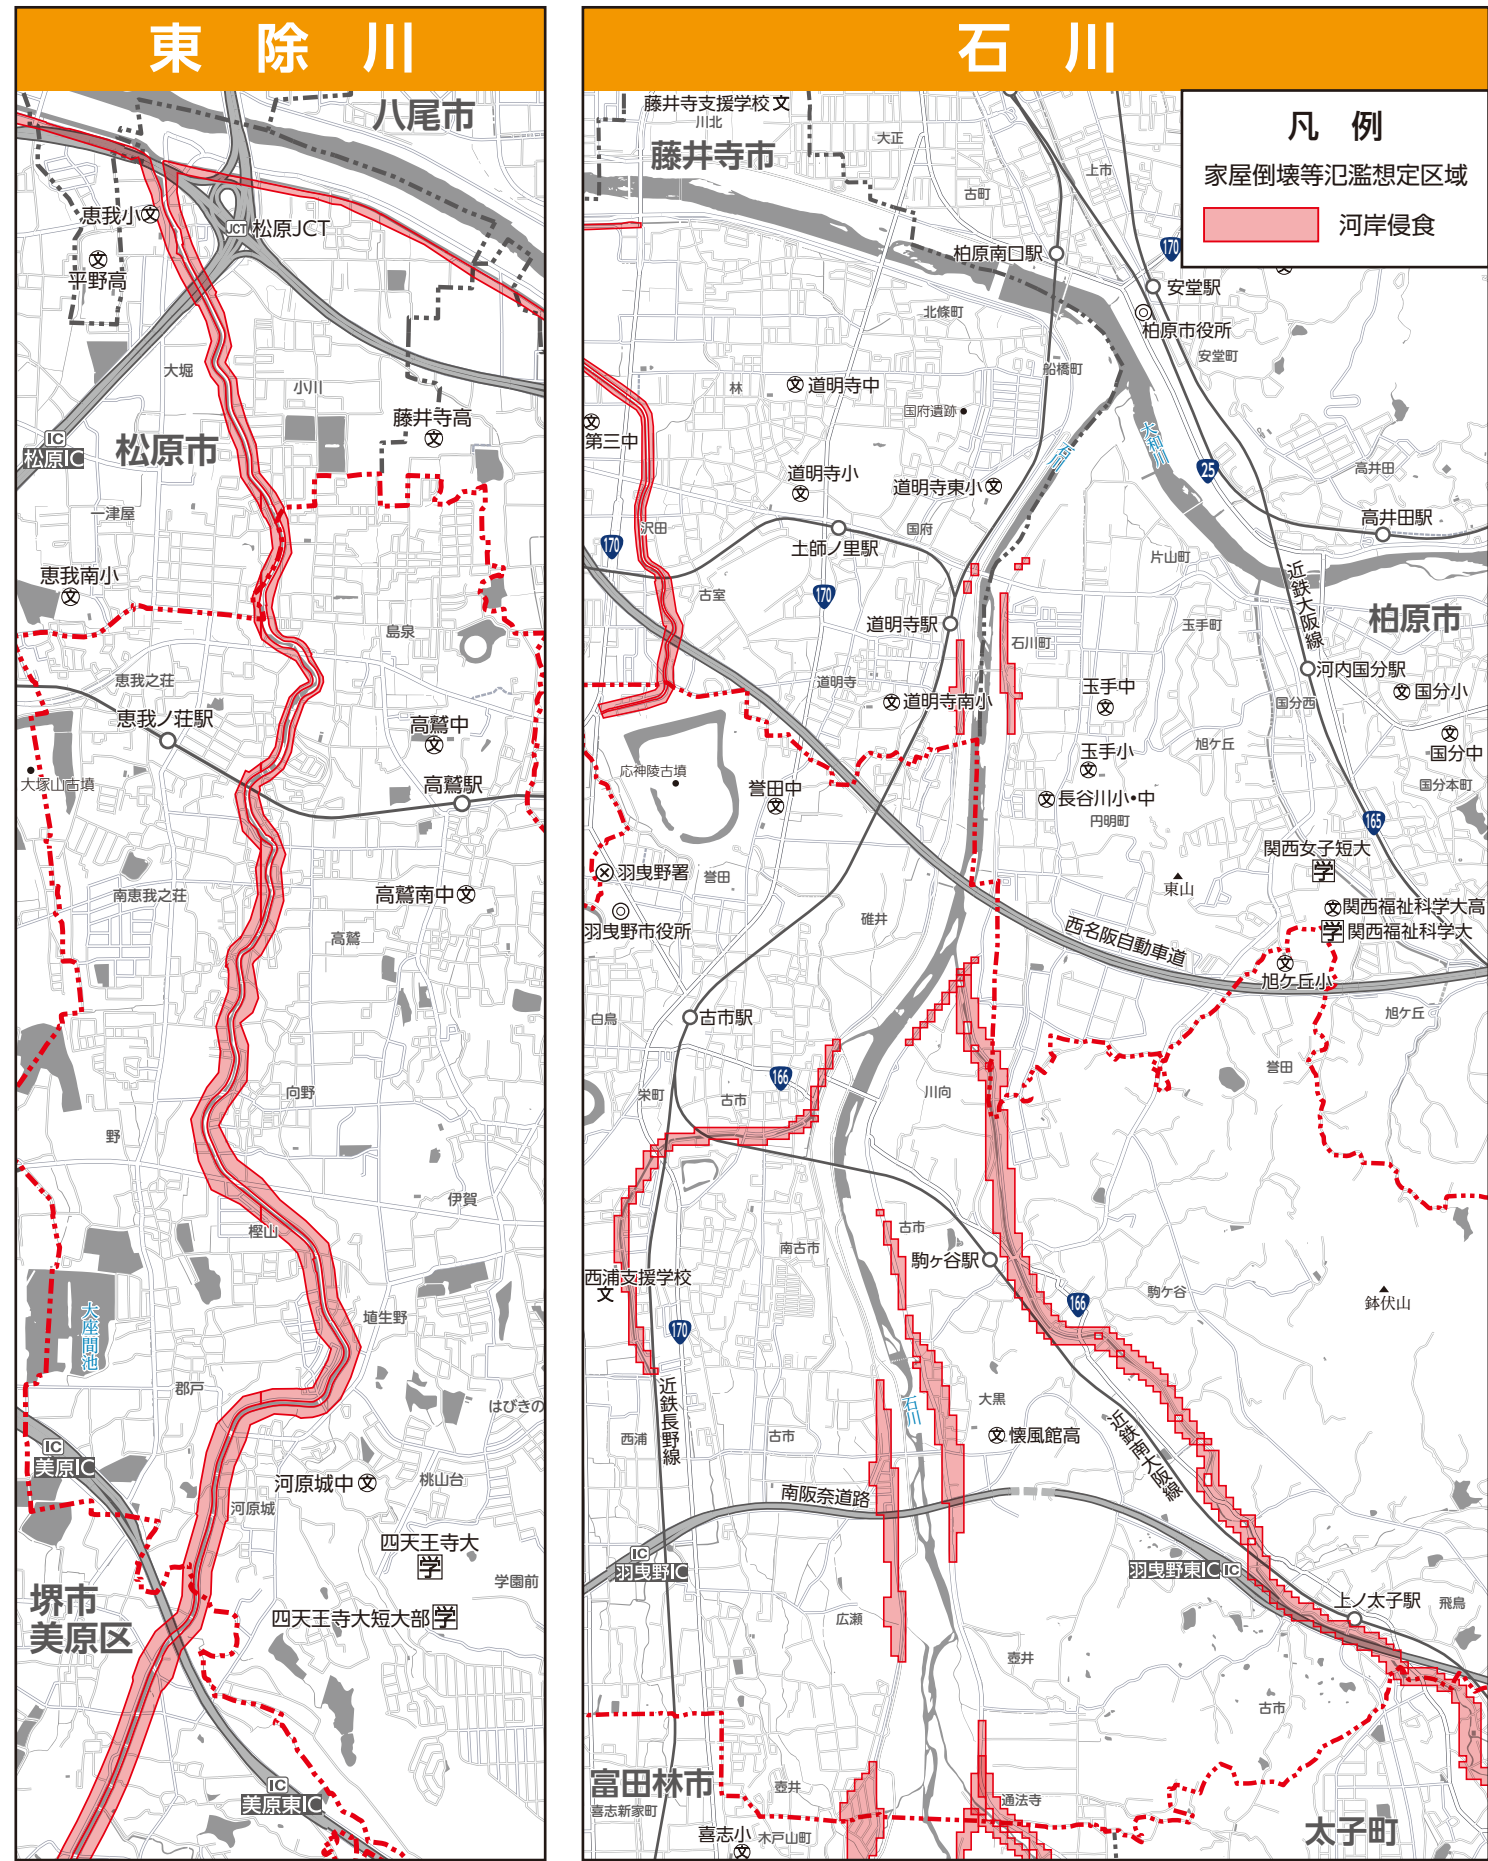 東除川
八尾市
恵我小
松原JCT
JCT
平野高
大堀
小川
藤井寺高
IC
松原IC
松原市
一津屋
恵我南小
島泉
恵我之荘
恵我ノ荘駅
高鷲中
大塚山古墳
高鷲駅
南恵我之荘
高鷲南中
高鷲
向野
野
伊賀
樫山
大座間池
埴生野
郡戸
はびきの
IC
美原IC
河原城中
桃山台
河原城
四天王寺大
学
学園前
堺市
美原区
四天王寺大短大部
学
IC
美原東IC
石川
凡例
家屋倒壊等氾濫想定区域
河岸侵食
藤井寺支援学校
川北
大正
藤井寺市
上市
古町
柏原南口駅
170
安堂駅
北條町
柏原市役所
安堂町
船橋町
林
道明寺中
国府遺跡
第三中
石川
大和川
25
高井田
道明寺小
道明寺東小
沢田
国府
高井田駅
170
土師ノ里駅
片山町
近鉄大阪線
古室
170
道明寺駅
石川町
玉手町
柏原市
河内国分駅
道明寺
道明寺南小
玉手中
国分小
国分西
旭ケ丘
国分中
応神陵古墳
誉田中
玉手小
国分本町
長谷川小・中
円明町
165
関西女子短大
学
羽曳野署
誉田
東山
羽曳野市役所
碓井
関西福祉科学大高
学
関西福祉科学大
西名阪自動車道
旭ケ丘小
白鳥
古市駅
旭ケ丘
166
栄町
古市
川向
誉田
古市
南古市
駒ヶ谷駅
西浦支援学校
駒ヶ谷
166
鉢伏山
170
近鉄長野線
石川
大黒
西浦
古市
懐風館高
近鉄南大阪線
南阪奈道路
IC
羽曳野IC
羽曳野東IC
IC
広瀬
上ノ太子駅
飛鳥
壺井
古市
富田林市
壺井
喜志新家町
通法寺
喜志小
木戸山町
太子町